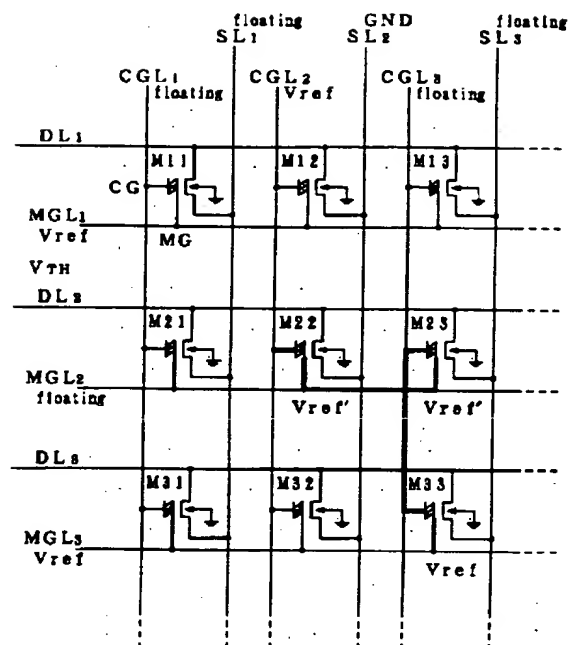 floating GND floating
SL1 SL2 SL3
CGL1 CGL2 CGL3
floating Vref floating
DL1
M11 M12 M13
CG
MGL1
Vref MG
VTH
DL2
M21 M22 M23
MGL2
floating Vref' Vref'
DL3
M31 M32 M33
MGL3
Vref Vref